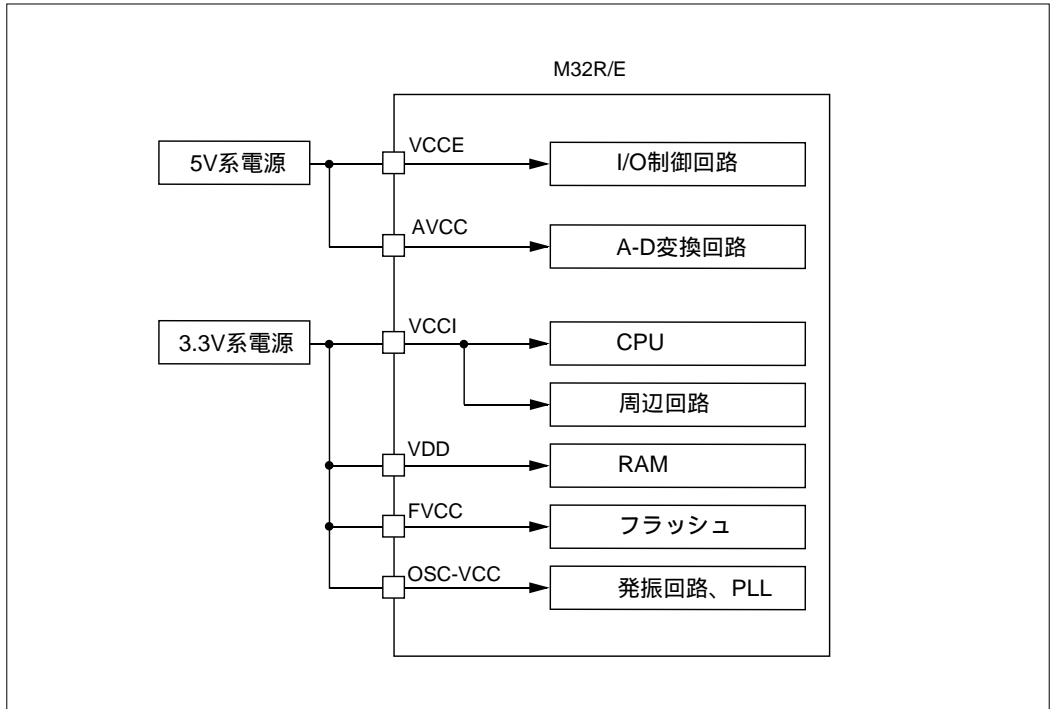 M32R/E
VCCE
5V系電源
I/O制御回路
AVCC
A-D変換回路
VCCI
3.3V系電源
CPU
周辺回路
VDD
RAM
FVCC
フラッシュ
OSC-VCC
発振回路、PLL